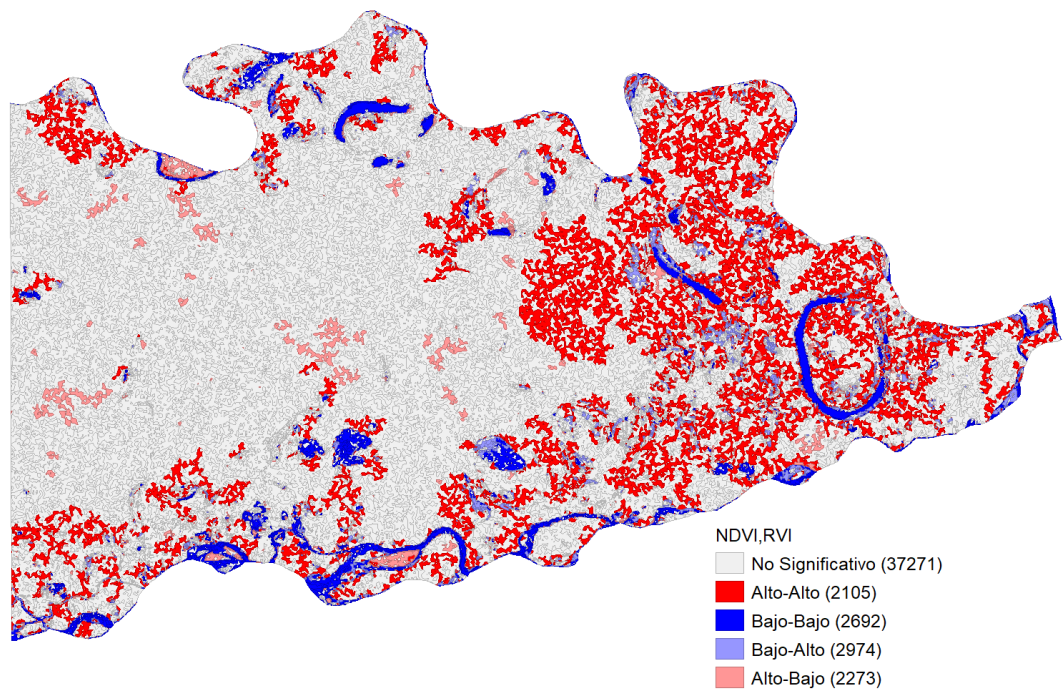 NDVI,RVI
No Significativo (37271)
Alto-Alto (2105)
Bajo-Bajo (2692)
Bajo-Alto (2974)
Alto-Bajo (2273)